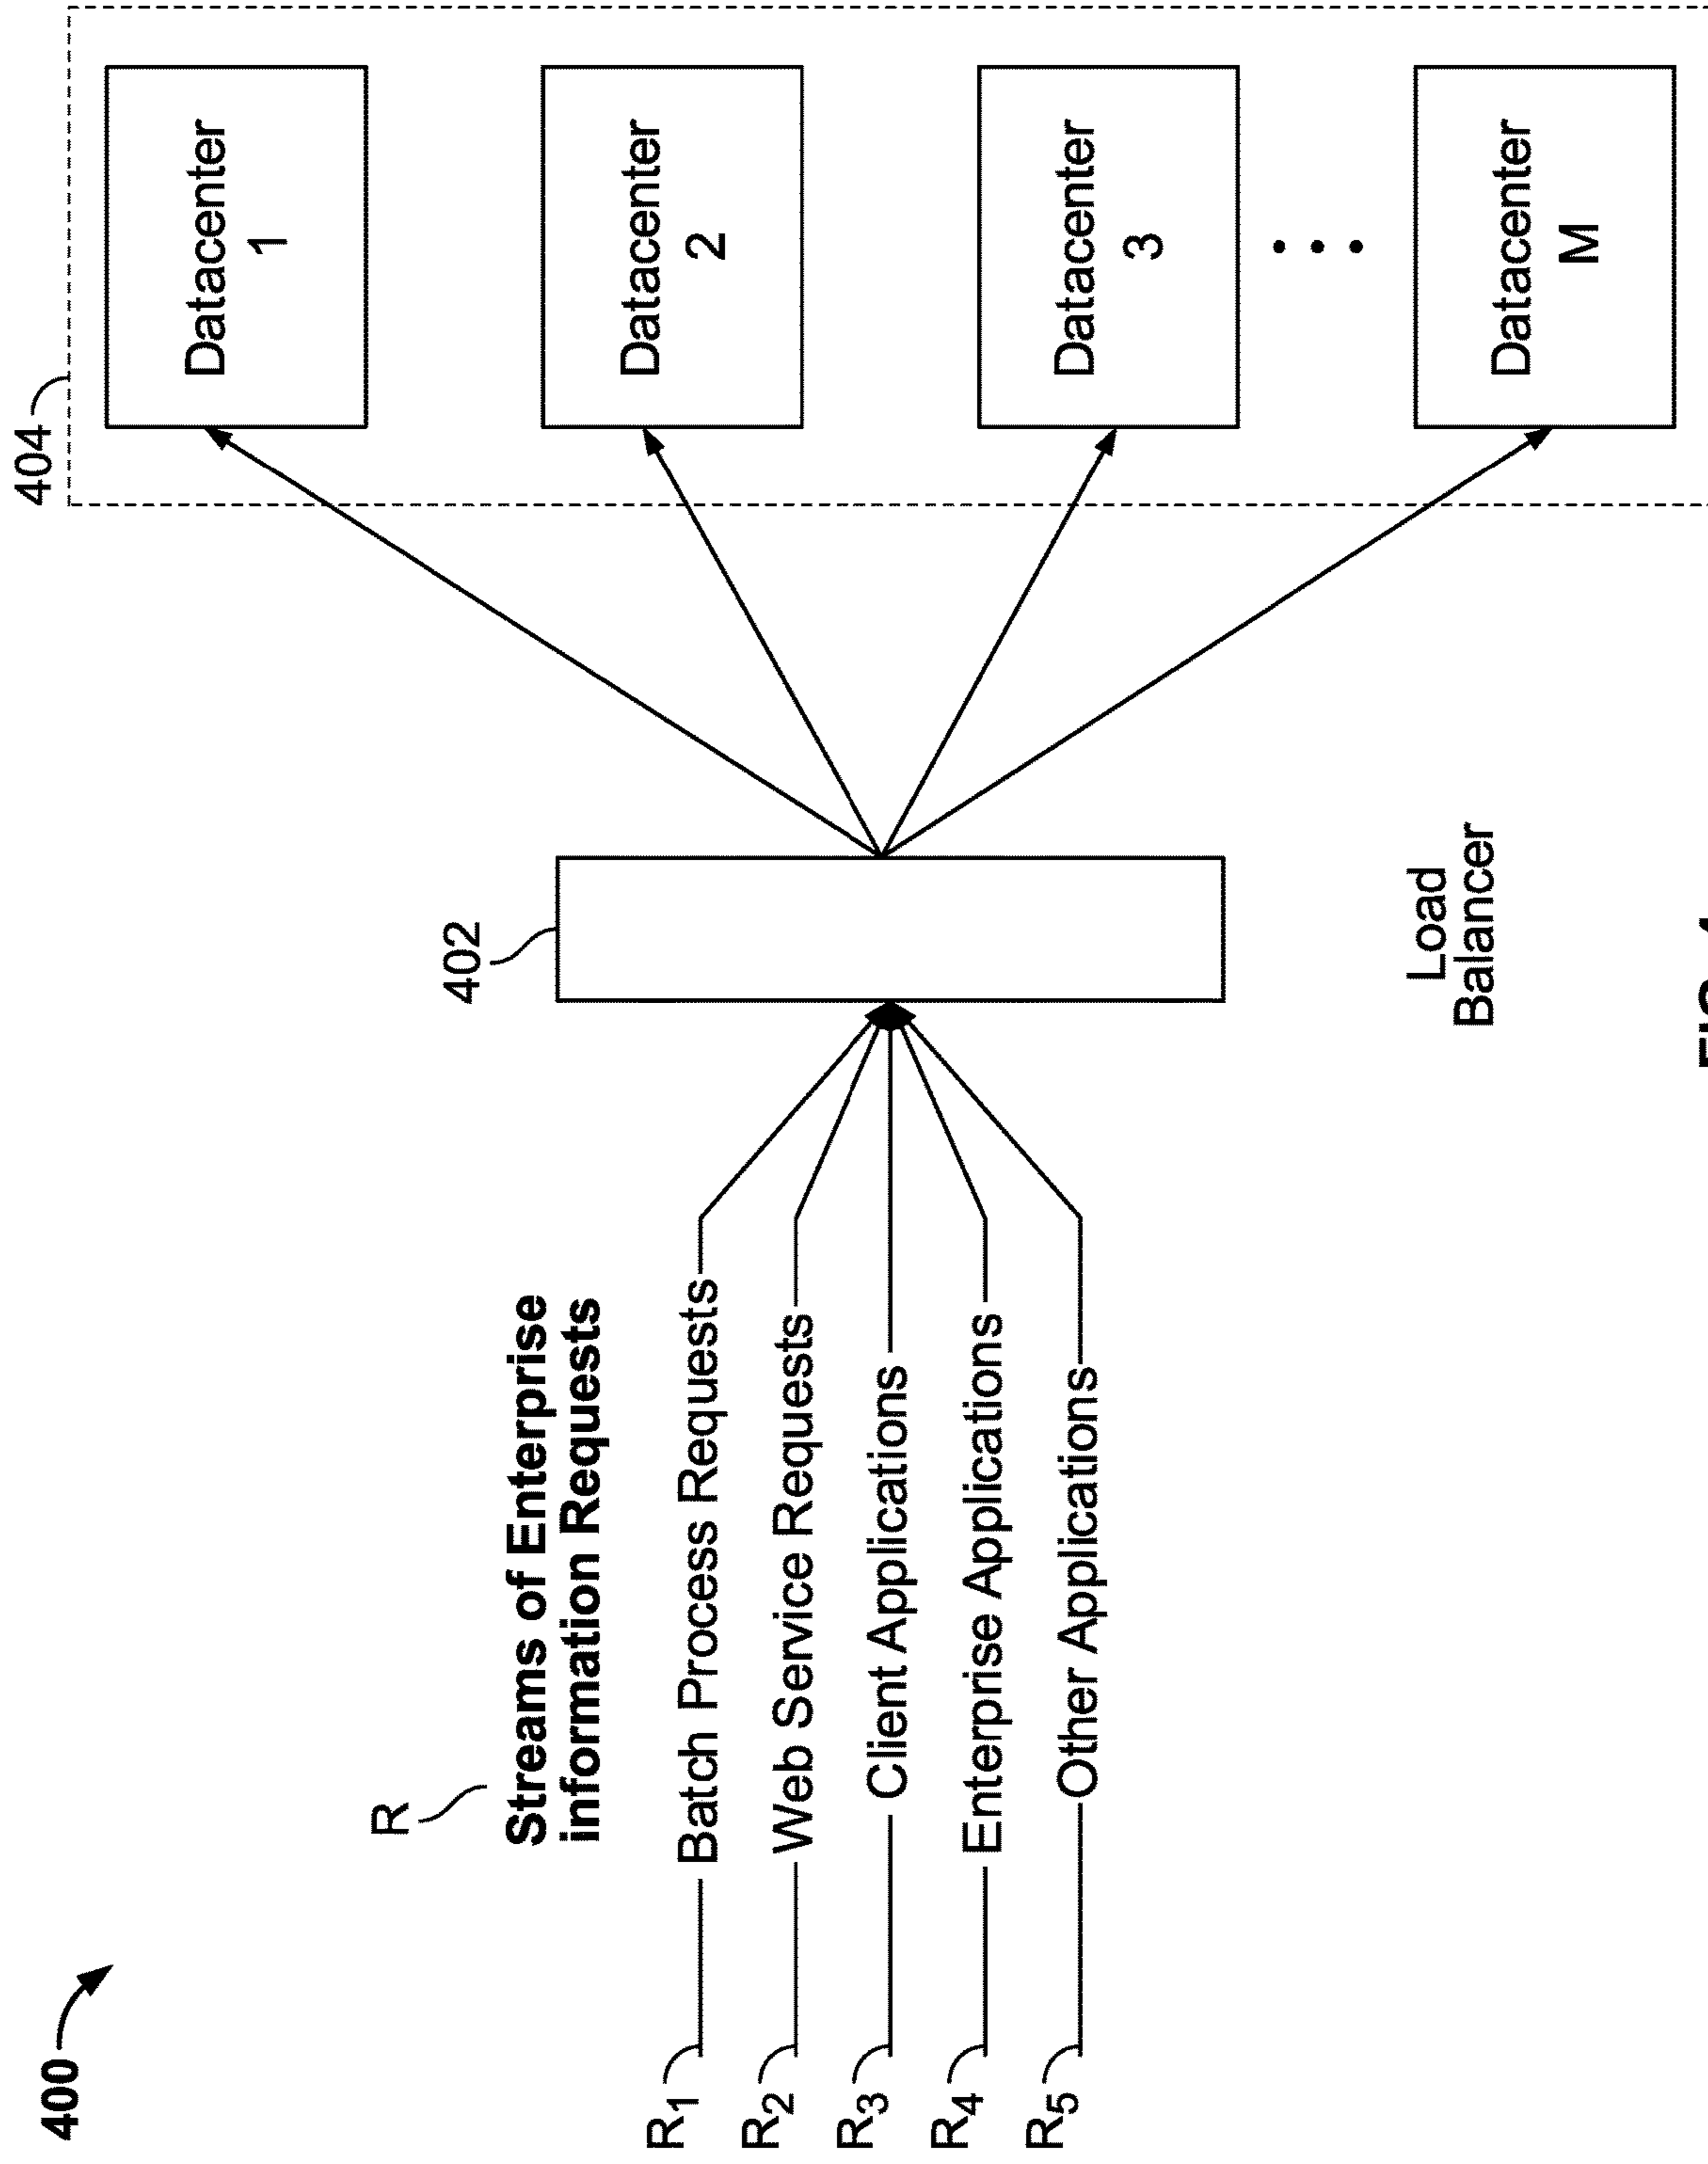 400
R
Streams of Enterprise
information Requests
R1
Batch Process Requests
R2
Web Service Requests
R3
Client Applications
R4
Enterprise Applications
R5
Other Applications
402
Load
Balancer
404
Datacenter
1
Datacenter
2
Datacenter
3
Datacenter
M